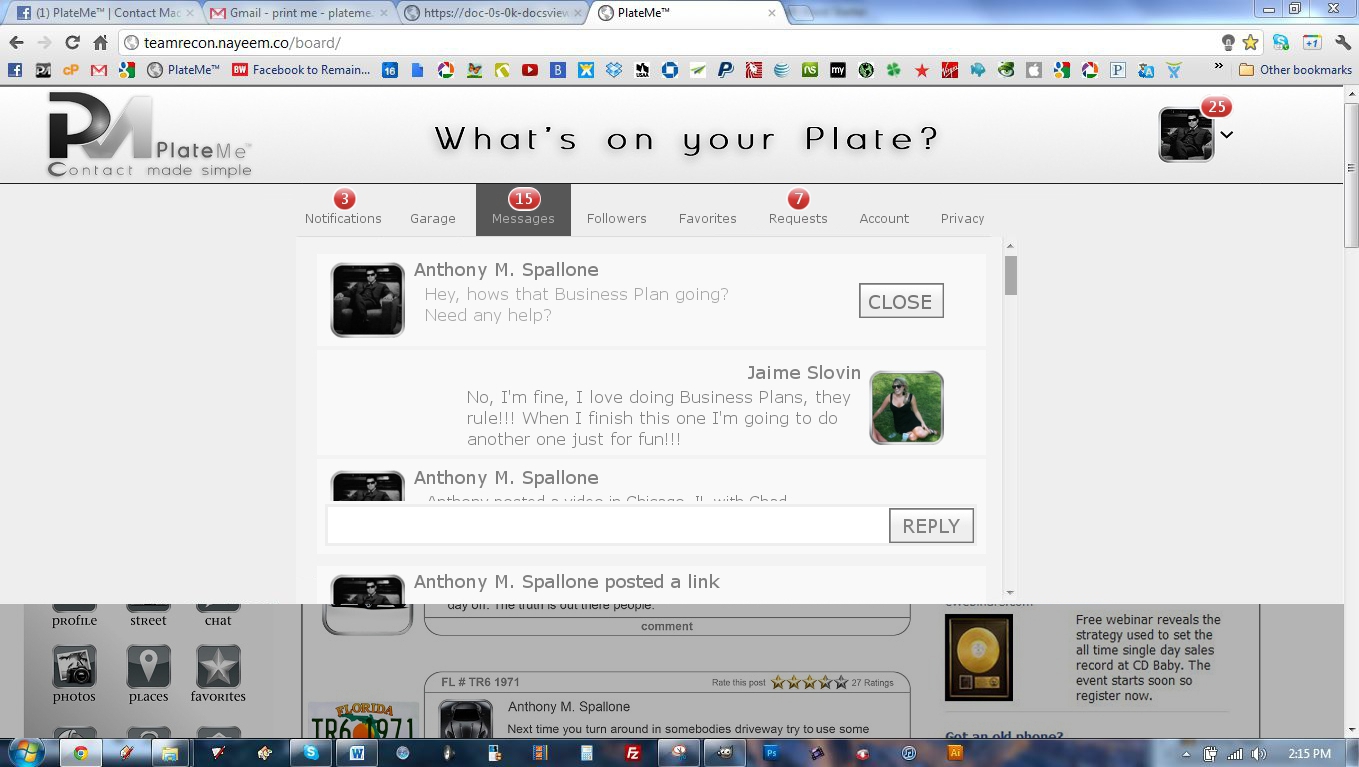 (1) PlateMe™ | Contact Mac
Gmail - print me - plateme.
https://doc-0s-0k-docsview
PlateMe™
teamrecon.nayeem.co/board/
cP
PlateMe™
BW Facebook to Remain...
16
Other bookmarks
PM
PlateMe™
Contact made simple
What's on your Plate?
25
3
15
7
Notifications
Garage
Messages
Followers
Favorites
Requests
Account
Privacy
Anthony M. Spallone
Hey, hows that Business Plan going?
Need any help?
CLOSE
Jaime Slovin
No, I'm fine, I love doing Business Plans, they
rule!!! When I finish this one I'm going to do
another one just for fun!!!
Anthony M. Spallone
Anthony posted a video in Chicago, IL with Chad
REPLY
Anthony M. Spallone posted a link
day off. The truth is out there people.
comment
PROFILE
STREET
CHAT
PHOTOS
PLACES
FAVORITES
FL # TR6 1971
Rate this post
27 Ratings
FLORIDA
TR6 1971
Anthony M. Spallone
Next time you turn around in somebodies driveway try to use some
Free webinar reveals the
strategy used to set the
all time single day sales
record at CD Baby. The
event starts soon so
register now.
Got an old phone?
2:15 PM